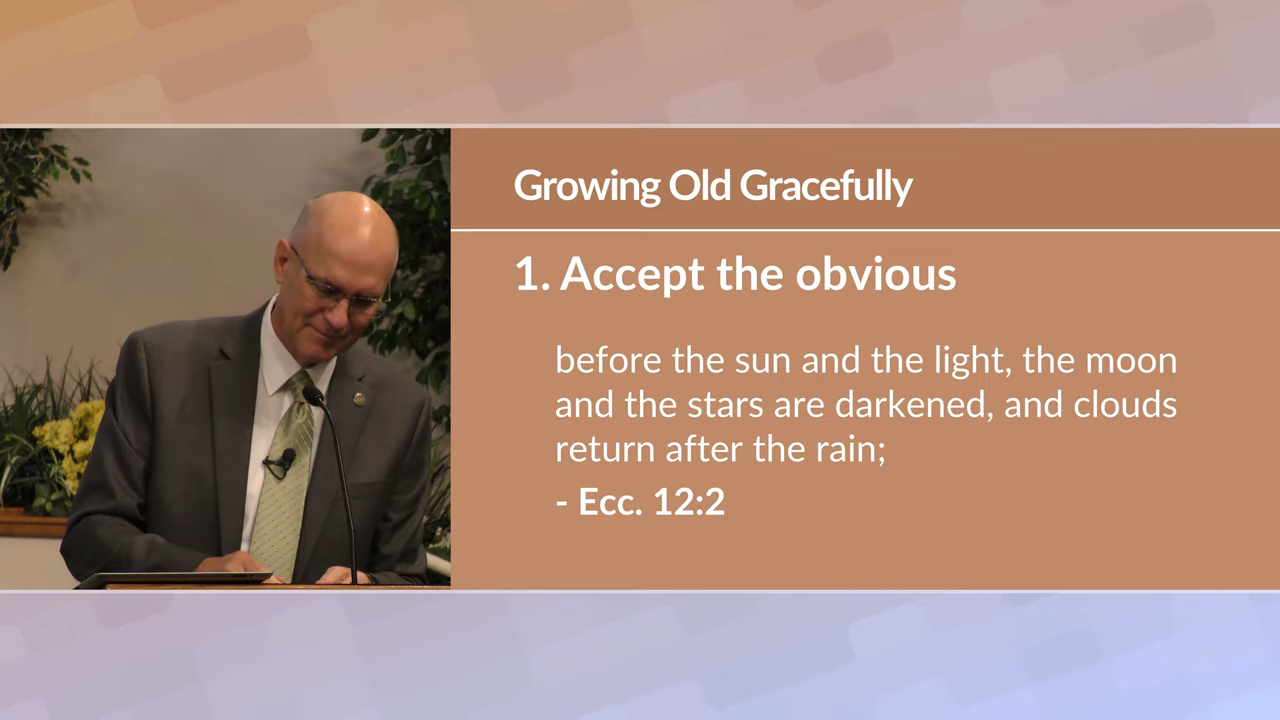 Growing Old Gracefully
1. Accept the obvious
before the sun and the light, the moon
and the stars are darkened, and clouds
return after the rain;
- Ecc. 12:2